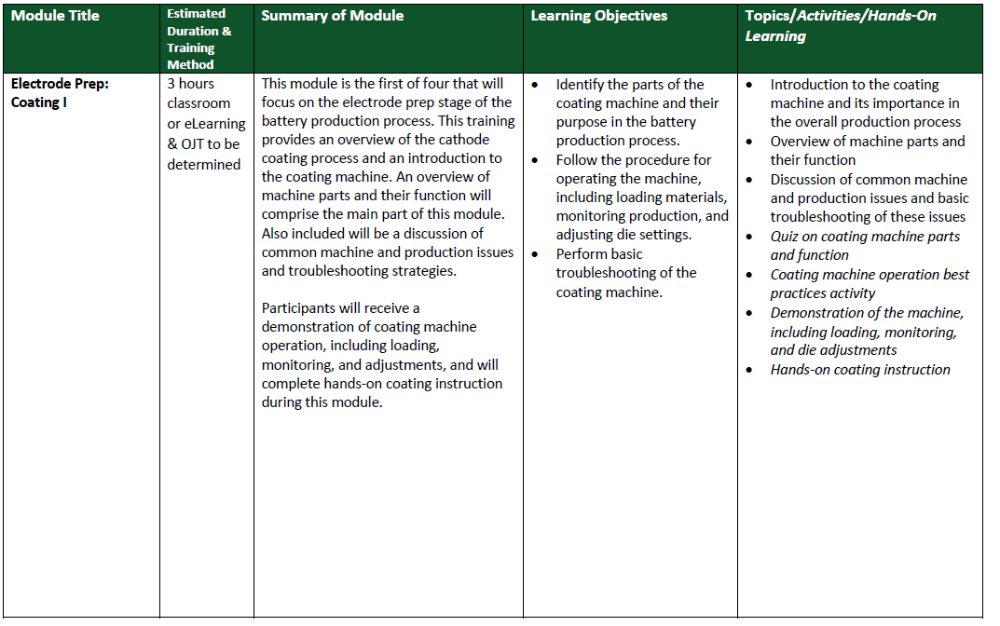 Module Title
Estimated
Duration &
Training
Method
Summary of Module
Learning Objectives
Topics/Activities/Hands-On
Learning
Electrode Prep:
Coating I
3 hours
classroom
or eLearning
& OJT to be
determined
This module is the first of four that will
focus on the electrode prep stage of the
battery production process. This training
provides an overview of the cathode
coating process and an introduction to
the coating machine. An overview of
machine parts and their function will
comprise the main part of this module.
Also included will be a discussion of
common machine and production issues
and troubleshooting strategies.
Participants will receive a
demonstration of coating machine
operation, including loading,
monitoring, and adjustments, and will
complete hands-on coating instruction
during this module.
• Identify the parts of the
coating machine and their
purpose in the battery
production process.
• Follow the procedure for
operating the machine,
including loading materials,
monitoring production, and
adjusting die settings.
• Perform basic
troubleshooting of the
coating machine.
• Introduction to the coating
machine and its importance in
the overall production process
• Overview of machine parts and
their function
• Discussion of common machine
and production issues and basic
troubleshooting of these issues
• Quiz on coating machine parts
and function
• Coating machine operation best
practices activity
• Demonstration of the machine,
including loading, monitoring,
and die adjustments
• Hands-on coating instruction